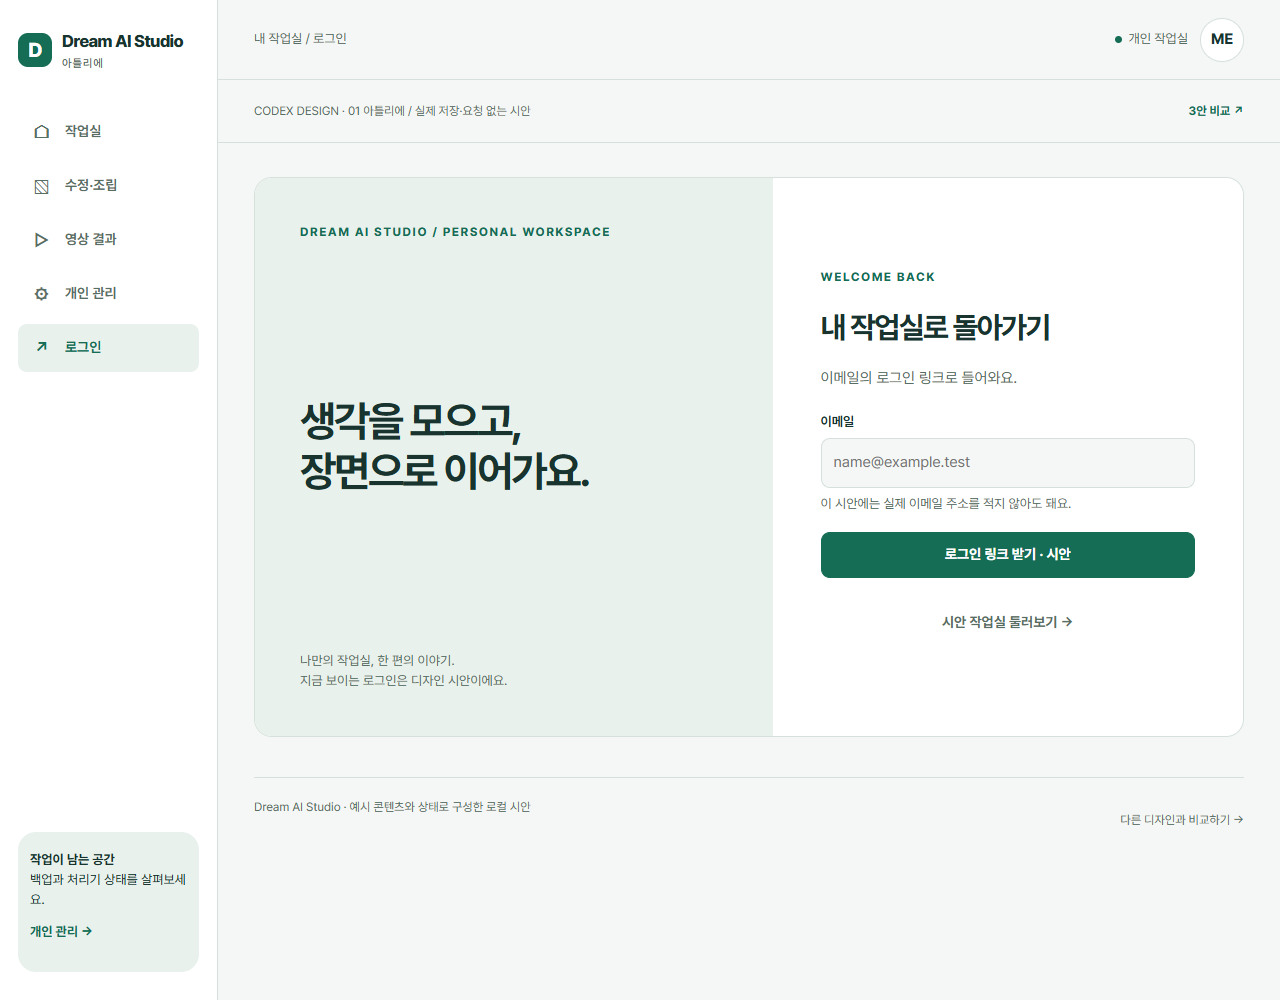 D
Dream AI Studio
아틀리에
작업실
수정·조립
영상 결과
개인 관리
로그인
작업이 남는 공간
백업과 처리기 상태를 살펴보세
요.
개인 관리 →
내 작업실 / 로그인
개인 작업실
ME
CODEX DESIGN · 01 아틀리에 / 실제 저장·요청 없는 시안
3안 비교 ↗
DREAM AI STUDIO / PERSONAL WORKSPACE
생각을 모으고,
장면으로 이어가요.
나만의 작업실, 한 편의 이야기.
지금 보이는 로그인은 디자인 시안이에요.
WELCOME BACK
내 작업실로 돌아가기
이메일의 로그인 링크로 들어와요.
이메일
name@example.test
이 시안에는 실제 이메일 주소를 적지 않아도 돼요.
로그인 링크 받기 · 시안
시안 작업실 둘러보기 →
Dream AI Studio · 예시 콘텐츠와 상태로 구성한 로컬 시안
다른 디자인과 비교하기 →